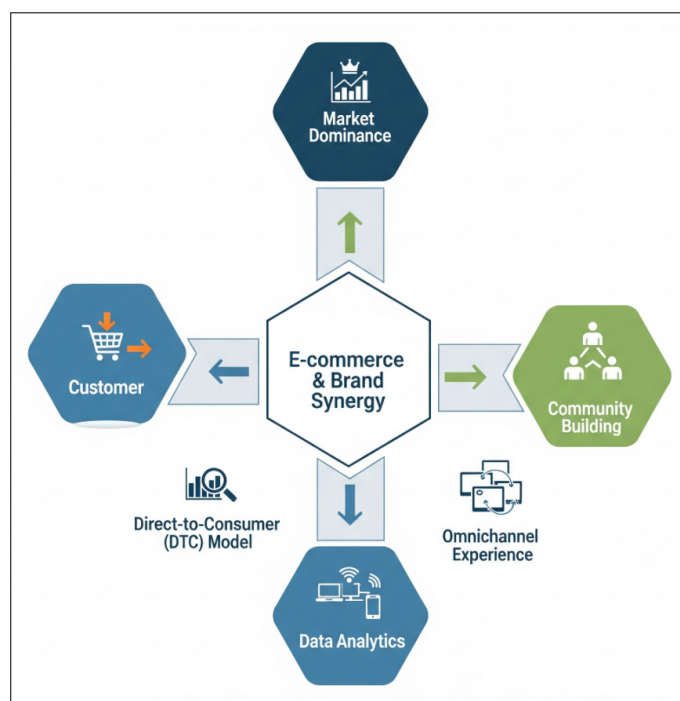 Market
Dominance
E-commerce
& Brand
Synergy
Customer
Community
Building
Direct-to-Consumer
(DTC) Model
Omnichannel
Experience
Data Analytics